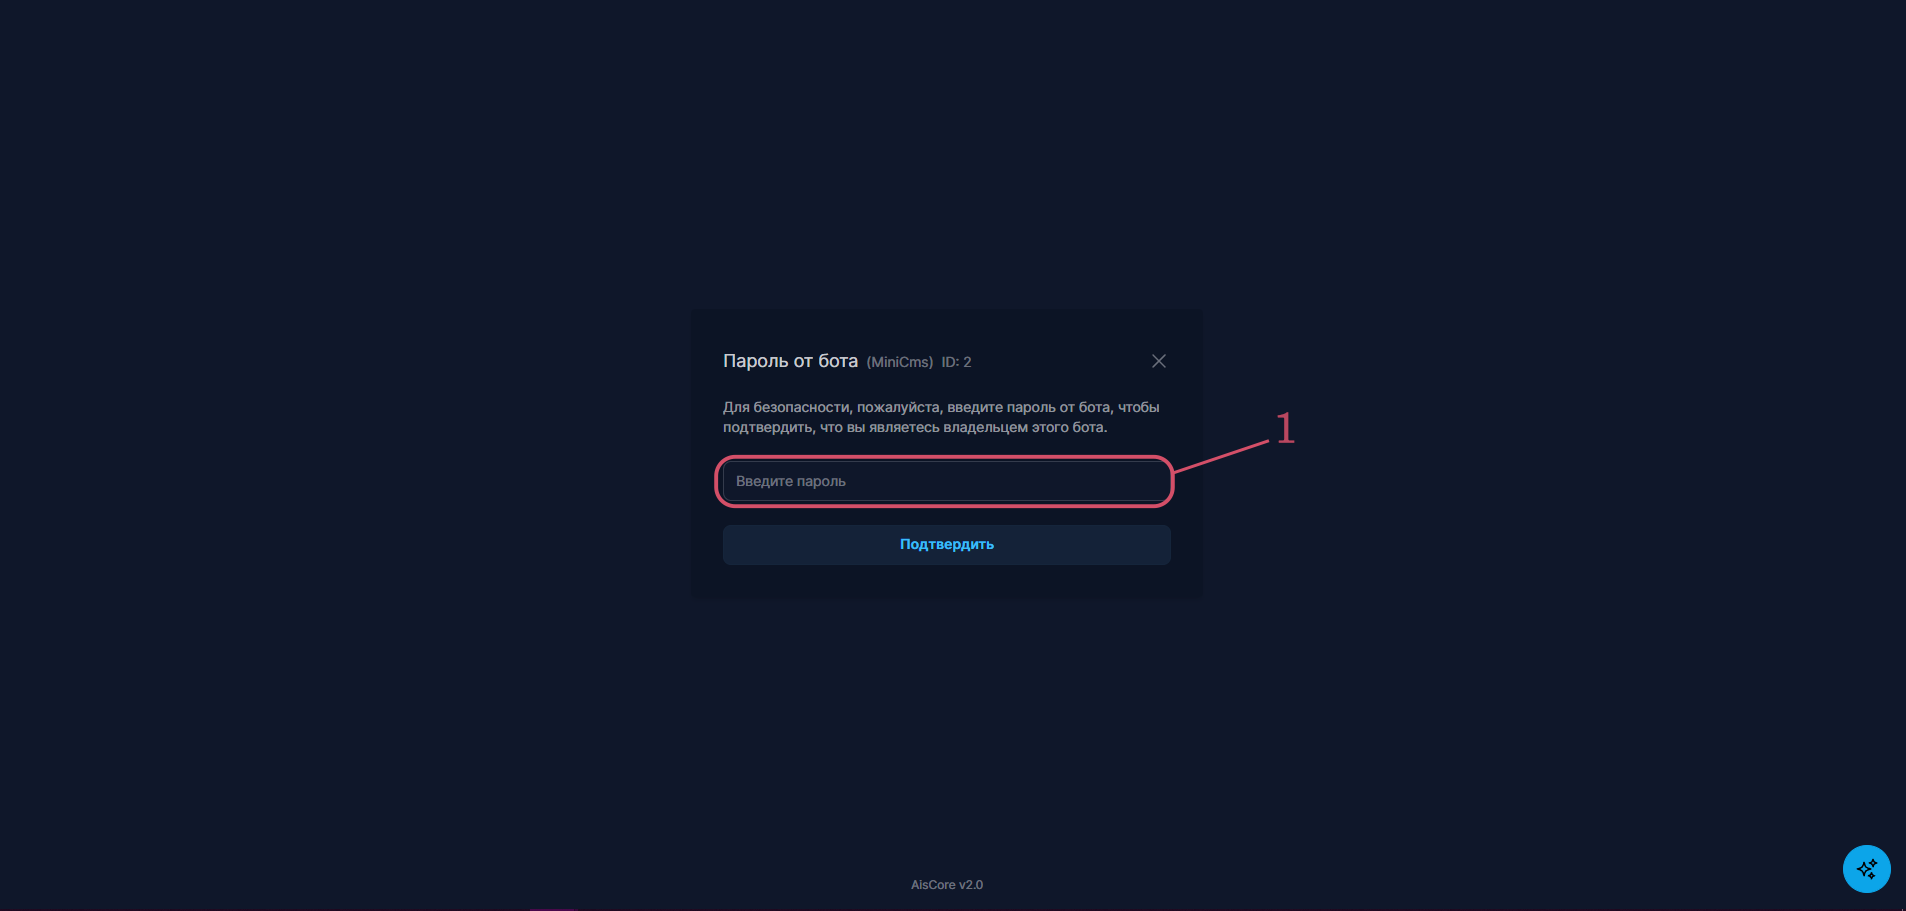 Пароль от бота (MiniCms) ID: 2
Для безопасности, пожалуйста, введите пароль от бота, чтобы
подтвердить, что вы являетесь владельцем этого бота.
1
Введите пароль
Подтвердить
AisCore v2.0